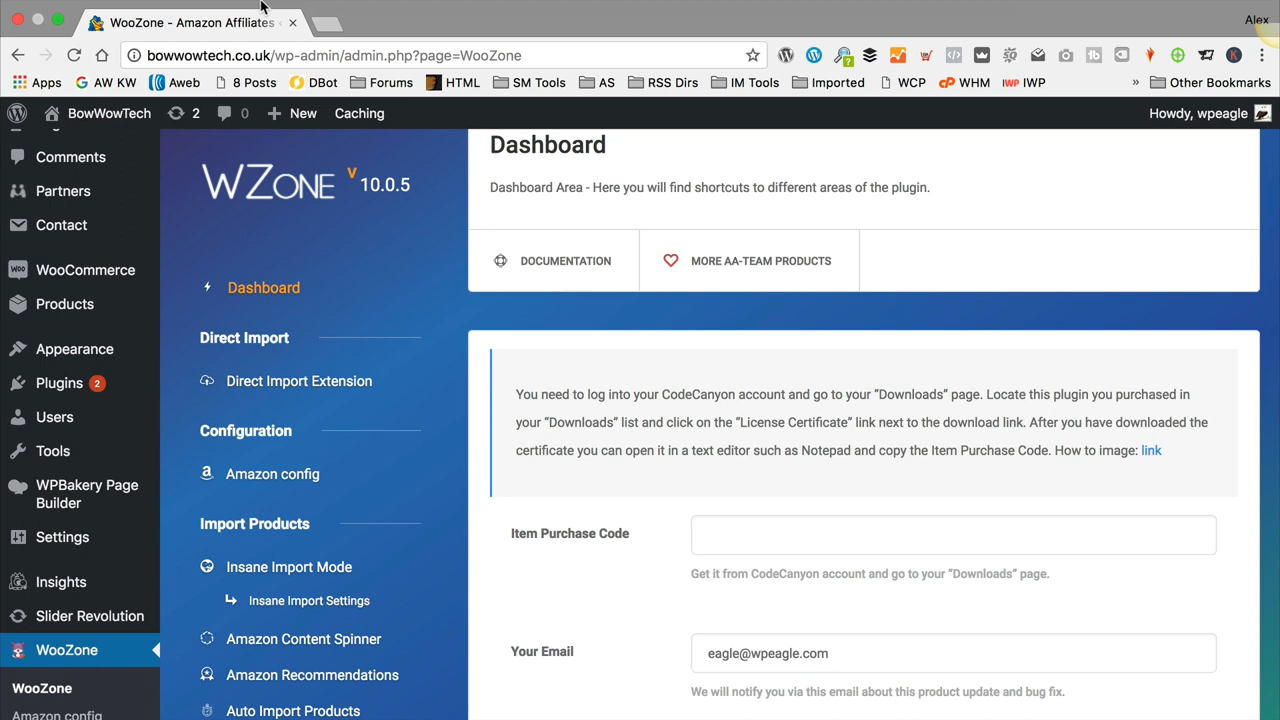 WooZone - Amazon Affiliates
Alex
bowwowtech.co.uk/wp-admin/admin.php?page=WooZone
Apps
AW KW
Aweb
8 Posts
DBot
Forums
HTML
SM Tools
AS
RSS Dirs
IM Tools
Imported
WCP
WHM
IWP
»
Other Bookmarks
BowWowTech
2
0
New
Caching
Howdy, wpeagle
Comments
Partners
Contact
WooCommerce
Products
Appearance
Plugins 2
Users
Tools
WPBakery Page
Builder
Settings
Insights
Slider Revolution
WooZone
WooZone
Amazon config
WZONE V 10.0.5
Dashboard
Direct Import
Direct Import Extension
Configuration
Amazon config
Import Products
Insane Import Mode
Insane Import Settings
Amazon Content Spinner
Amazon Recommendations
Auto Import Products
Dashboard
Dashboard Area - Here you will find shortcuts to different areas of the plugin.
DOCUMENTATION
MORE AA-TEAM PRODUCTS
You need to log into your CodeCanyon account and go to your “Downloads” page. Locate this plugin you purchased in
your “Downloads” list and click on the “License Certificate” link next to the download link. After you have downloaded the
certificate you can open it in a text editor such as Notepad and copy the Item Purchase Code. How to image: link
Item Purchase Code
Get it from CodeCanyon account and go to your “Downloads” page.
Your Email
eagle@wpeagle.com
We will notify you via this email about this product update and bug fix.